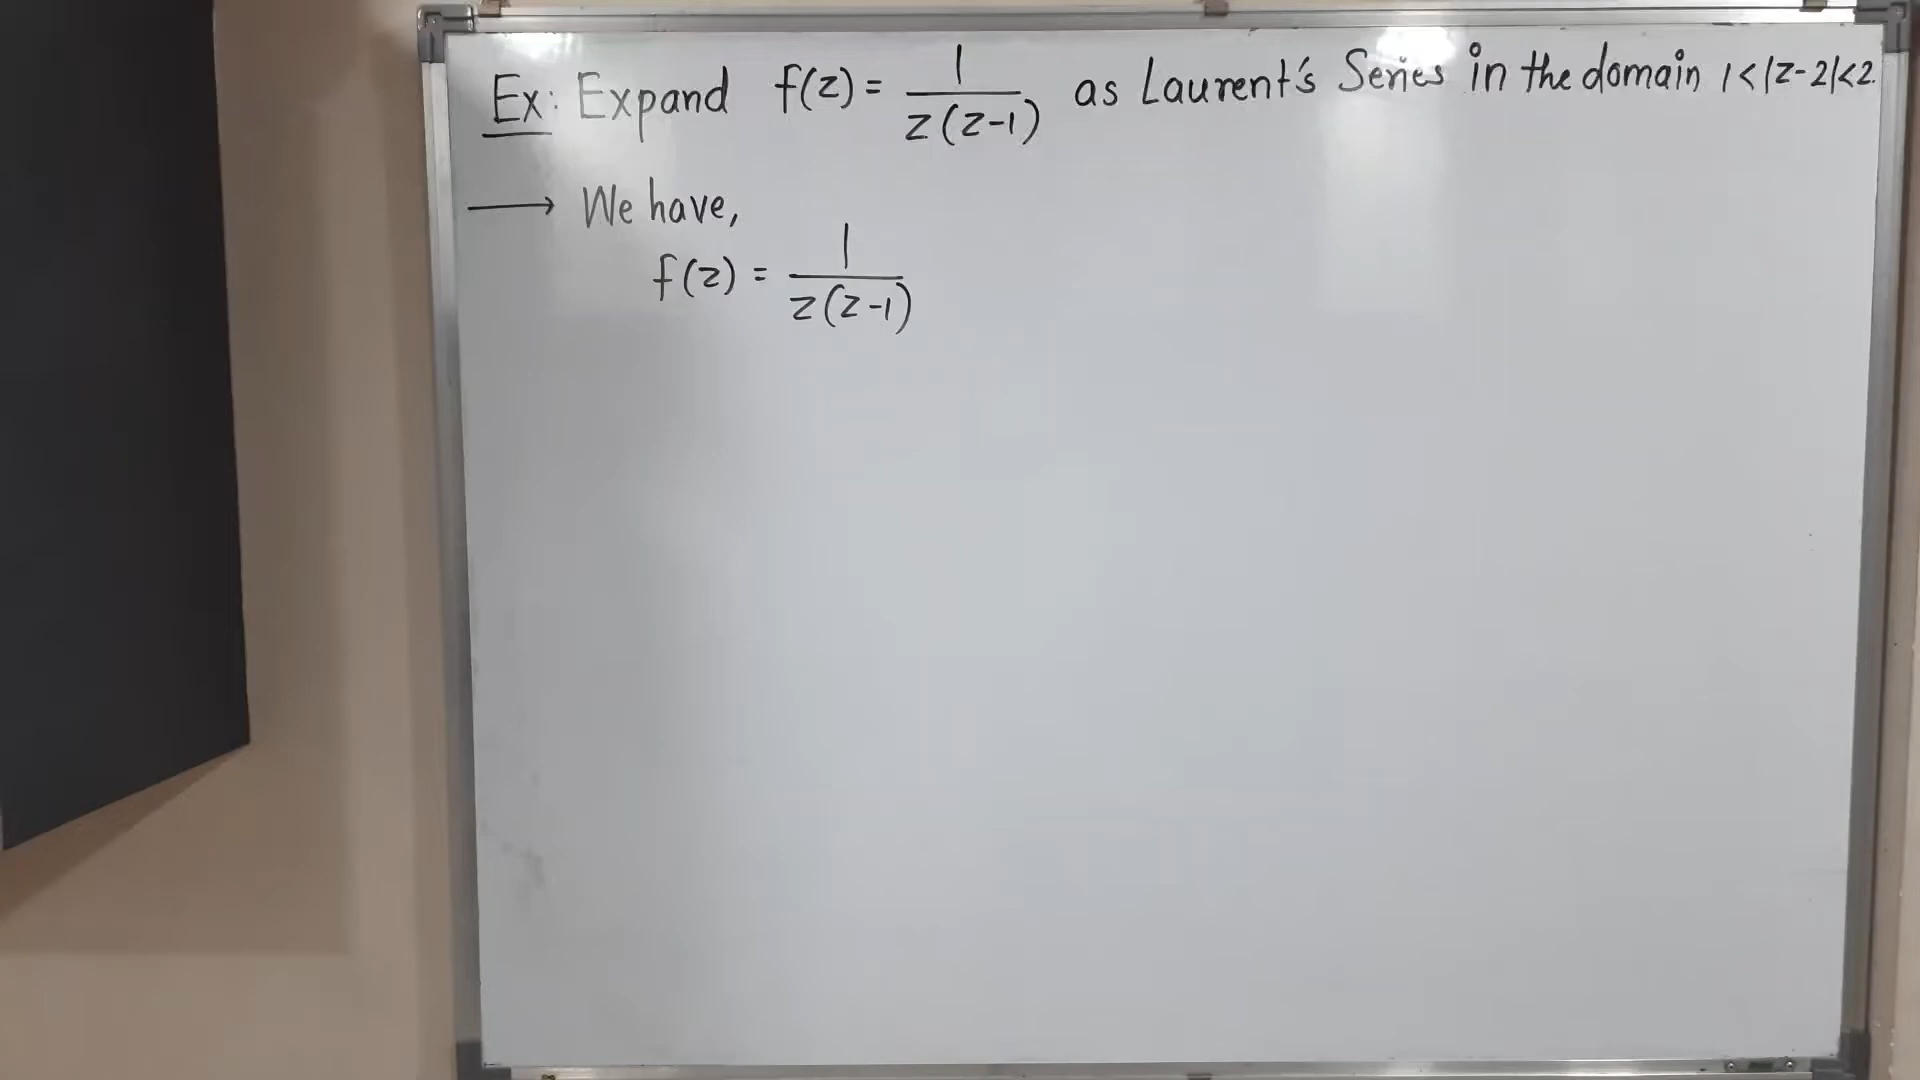 Ex: Expand f(z) = 1/z(z-1) as Laurent's Series in the domain 1<|z-2|<2.
⟶ We have,
f(z) = 1/z(z-1)